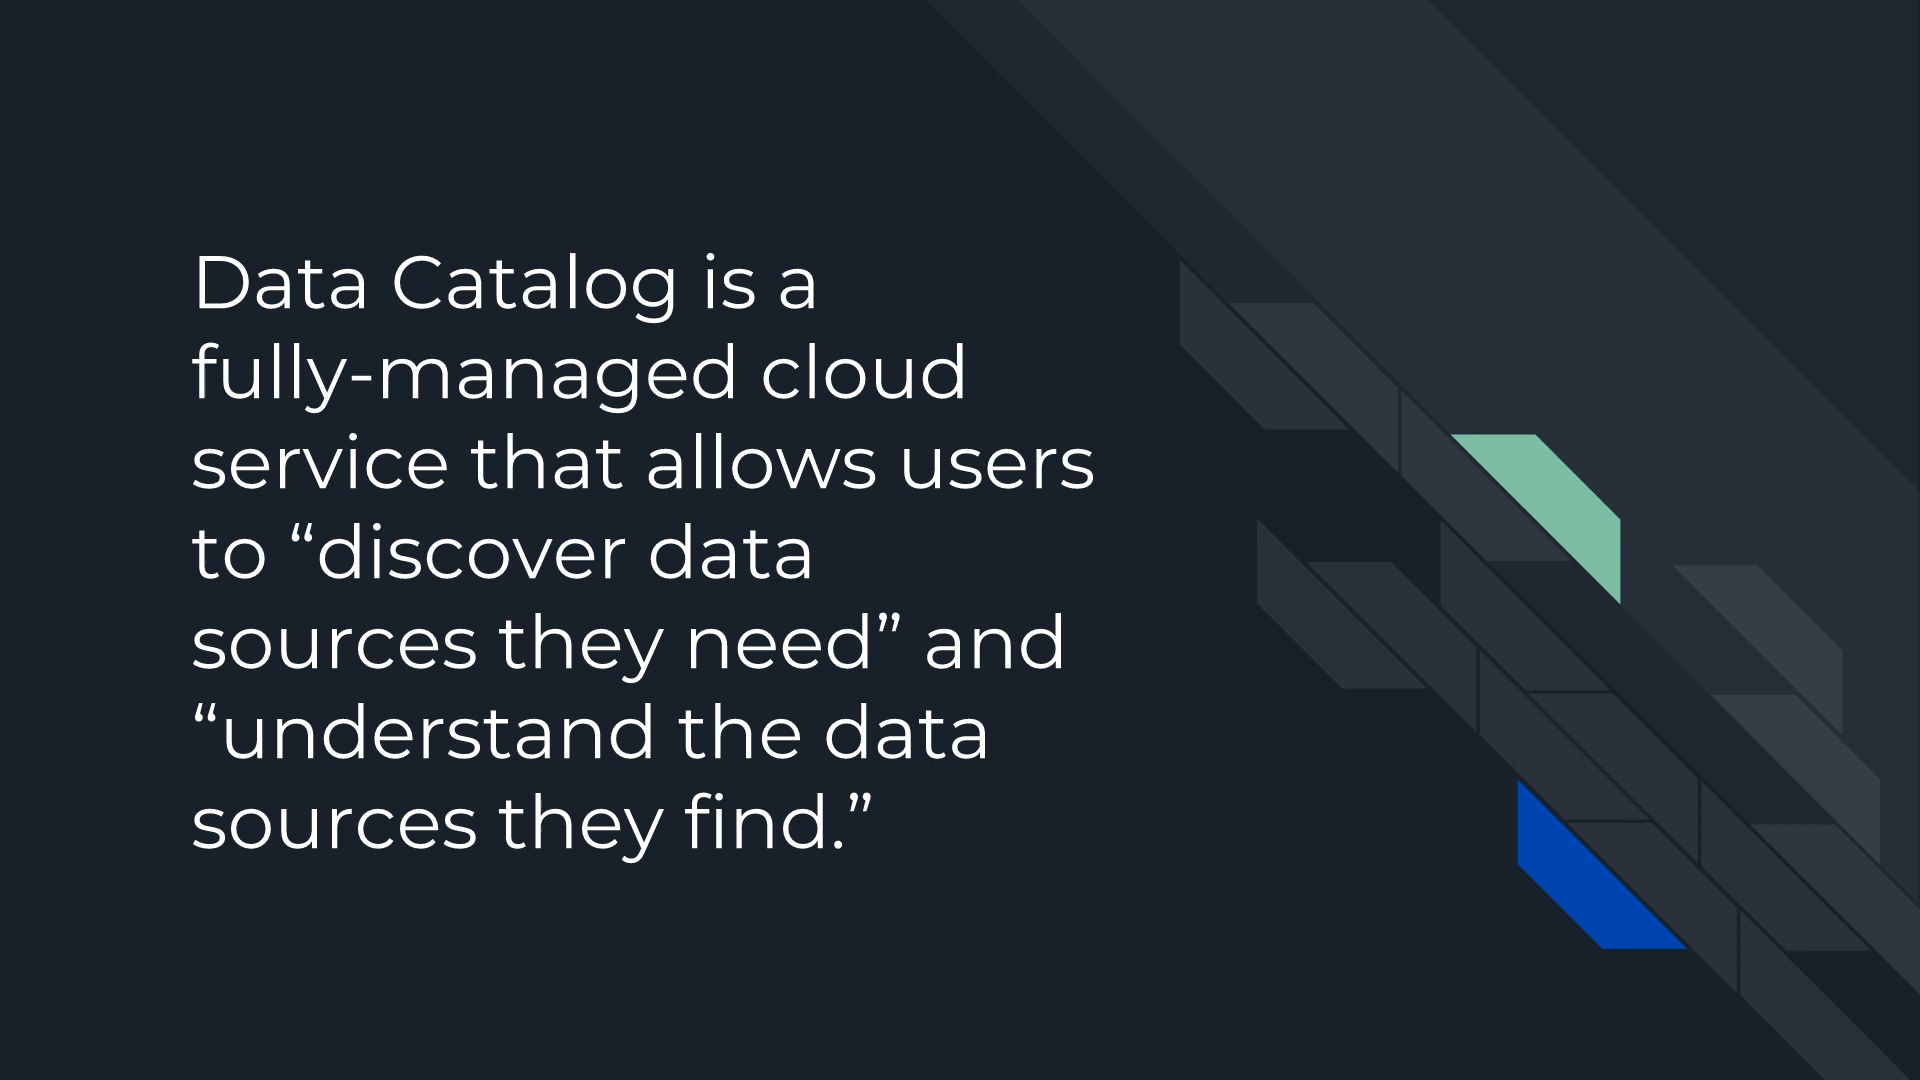 Data Catalog is a
fully-managed cloud
service that allows users
to “discover data
sources they need” and
“understand the data
sources they find.”